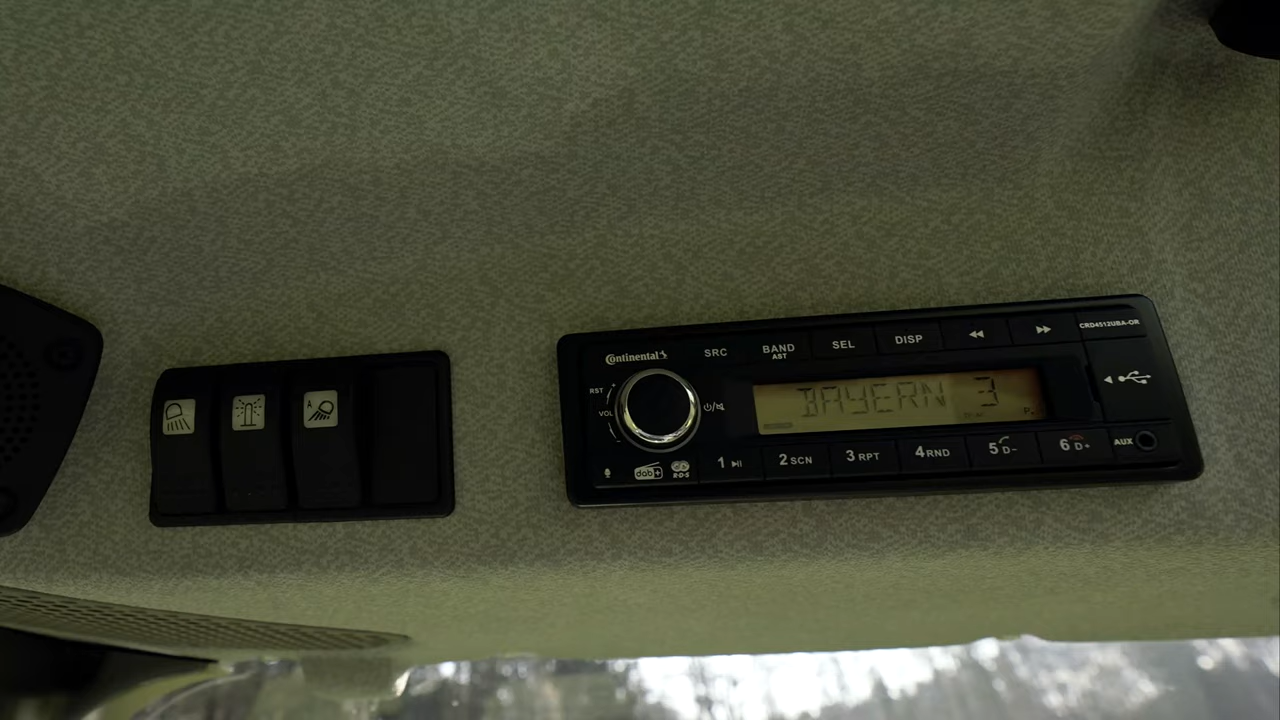 Continental
SRC
BAND
AST
SEL
DISP
CRD4512UBA-OR
RST
VOL
BAYERN 3
dab+
R·D·S
1
2 SCN
3 RPT
4 RND
5 D-
6 D+
AUX
A